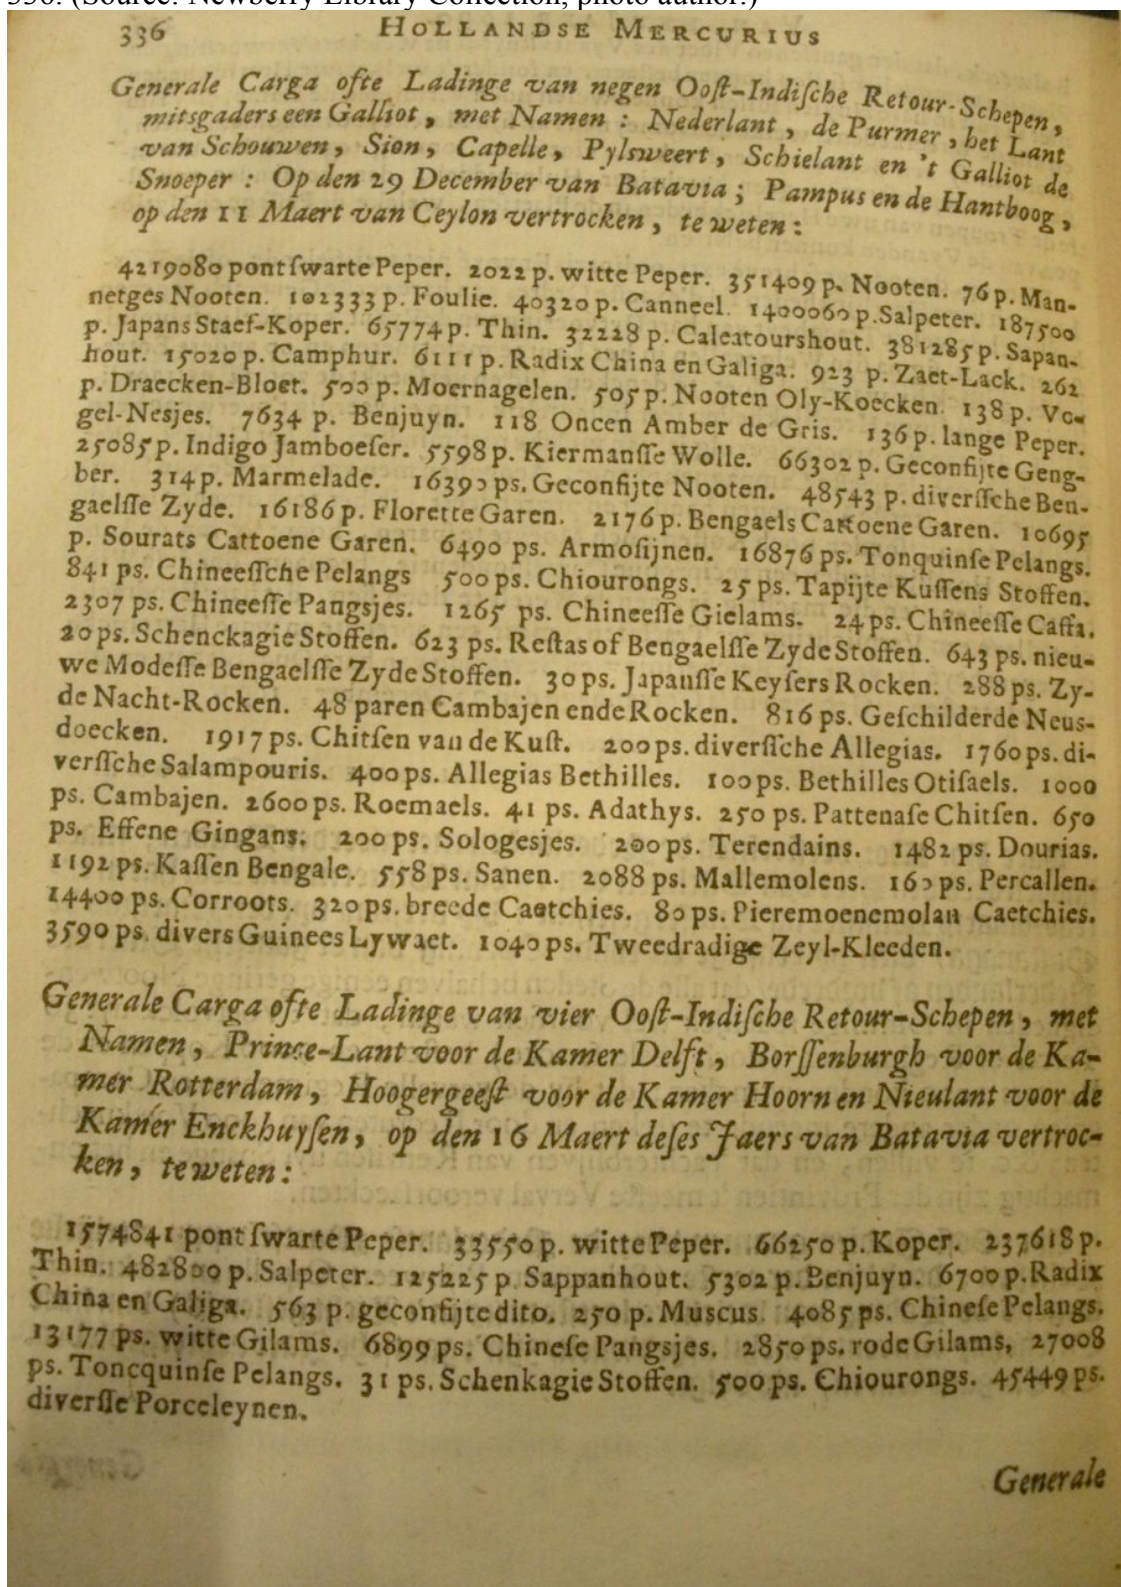 336. (Source: Newberry Library Collection, photo author.)
336 HOLLANDSE MERCURIUS
Generale Carga ofte Ladinge van negen Ooſt-Indiſche Retour-Schepen,
mitsgaders een Galliot, met Namen : Nederlant, de Purmer, het Lant
van Schouwen, Sion, Capelle, Pylsweert, Schielant en 't Galliot de
Snoeper : Op den 29 December van Batavia ; Pampus en de Hantboog,
op den 11 Maert van Ceylon vertrocken, te weten :
4219080 pont ſwarte Peper. 2022 p. witte Peper. 351409 p. Nooten. 76 p. Man-
netges Nooten. 102333 p. Foulie. 40320 p. Canneel. 1400060 p. Salpeter. 187500
p. Japans Staef-Koper. 65774 p. Thin. 32228 p. Caleatourshout. 381285 p. Sapan-
hout. 15020 p. Camphur. 6111 p. Radix China en Galiga. 923 p. Zaet-Lack. 262
p. Draecken-Bloet. 500 p. Moernagelen. 505 p. Nooten Oly-Koecken. 138 p. Vo-
gel-Nesjes. 7634 p. Benjuyn. 118 Oncen Amber de Gris. 136 p. lange Peper.
25085 p. Indigo Jamboeſer. 5598 p. Kiermanſſe Wolle. 66302 p. Geconfijte Geng-
ber. 314 p. Marmelade. 16390 ps. Geconfijte Nooten. 48543 p. diverſſche Ben-
gaelſſe Zyde. 16186 p. Florette Garen. 2176 p. Bengaels Cattoene Garen. 10695
p. Sourats Cattoene Garen. 6490 ps. Armoſijnen. 16876 ps. Tonquinſe Pelangs.
841 ps. Chineeſſche Pelangs 500 ps. Chiourongs. 25 ps. Tapijte Kuſſens Stoffen.
2307 ps. Chineeſſe Pangsjes. 1265 ps. Chineeſſe Gielams. 24 ps. Chineeſſe Caffa.
20 ps. Schenckagie Stoffen. 623 ps. Reſtas of Bengaelſſe Zyde Stoffen. 643 ps. nieu-
we Modeſſe Bengaelſſe Zyde Stoffen. 30 ps. Japanſſe Keyſers Rocken. 288 ps. Zy-
de Nacht-Rocken. 48 paren Cambajen ende Rocken. 816 ps. Geſchilderde Neus-
doecken. 1917 ps. Chitſen van de Kuſt. 200 ps. diverſſche Allegias. 1760 ps. di-
verſſche Salampouris. 400 ps. Allegias Bethilles. 100 ps. Bethilles Otiſaels. 1000
ps. Cambajen. 2600 ps. Roemaels. 41 ps. Adathys. 250 ps. Pattenaſe Chitſen. 650
ps. Effene Gingans. 200 ps. Sologesjes. 200 ps. Terendains. 1482 ps. Dourias.
1192 ps. Kaſſen Bengale. 558 ps. Sanen. 2088 ps. Mallemolens. 160 ps. Percallen.
14400 ps. Corroots. 320 ps. breede Caetchies. 80 ps. Pieremoenemolan Caetchies.
3590 ps. divers Guinees Lywaet. 1040 ps. Tweedradige Zeyl-Kleeden.
Generale Carga ofte Ladinge van vier Ooſt-Indiſche Retour-Schepen, met
Namen, Prince-Lant voor de Kamer Delft, Borſſenburgh voor de Ka-
mer Rotterdam, Hoogergeeſt voor de Kamer Hoorn en Nieulant voor de
Kamer Enckhuyſen, op den 16 Maert deſes Jaers van Batavia vertroc-
ken, te weten :
1574841 pont ſwarte Peper. 33550 p. witte Peper. 66250 p. Koper. 237618 p.
Thin. 482800 p. Salpeter. 125225 p. Sappanhout. 5302 p. Benjuyn. 6700 p. Radix
China en Galiga. 563 p. geconfijte dito. 250 p. Muscus. 4085 ps. Chineſe Pelangs.
13177 ps. witte Gilams. 6899 ps. Chineſe Pangsjes. 2850 ps. rode Gilams, 27008
ps. Toncquinſe Pelangs. 31 ps. Schenkagie Stoffen. 500 ps. Chiourongs. 45449 ps.
diverſſe Porceleynen.
Generale